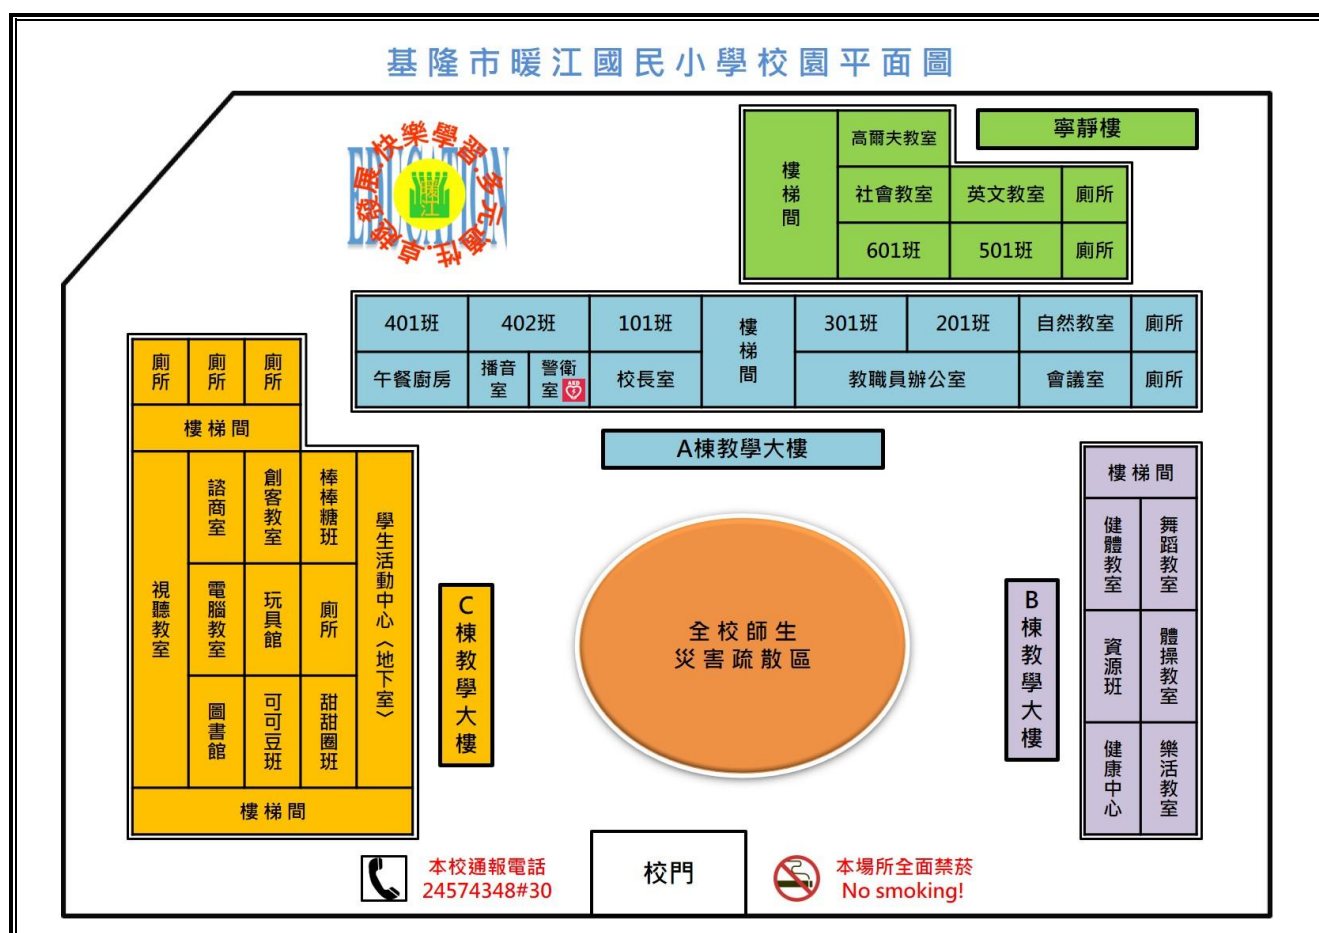 基隆市暖江國民小學校園平面圖
快樂學習.多元適性.卓越發展.
EDUCATION
暖江
寧靜樓
樓梯間
高爾夫教室
社會教室
英文教室
廁所
601班
501班
廁所
401班
402班
101班
樓梯間
301班
201班
自然教室
廁所
午餐廚房
播音室
警衛室
AED
校長室
教職員辦公室
會議室
廁所
A棟教學大樓
廁所
廁所
廁所
樓梯間
視聽教室
諮商室
創客教室
棒棒糖班
學生活動中心〈地下室〉
電腦教室
玩具館
廁所
圖書館
可可豆班
甜甜圈班
樓梯間
C棟教學大樓
全校師生
災害疏散區
B棟教學大樓
樓梯間
健體教室
舞蹈教室
資源班
體操教室
健康中心
樂活教室
本校通報電話
24574348#30
校門
本場所全面禁菸
No smoking!